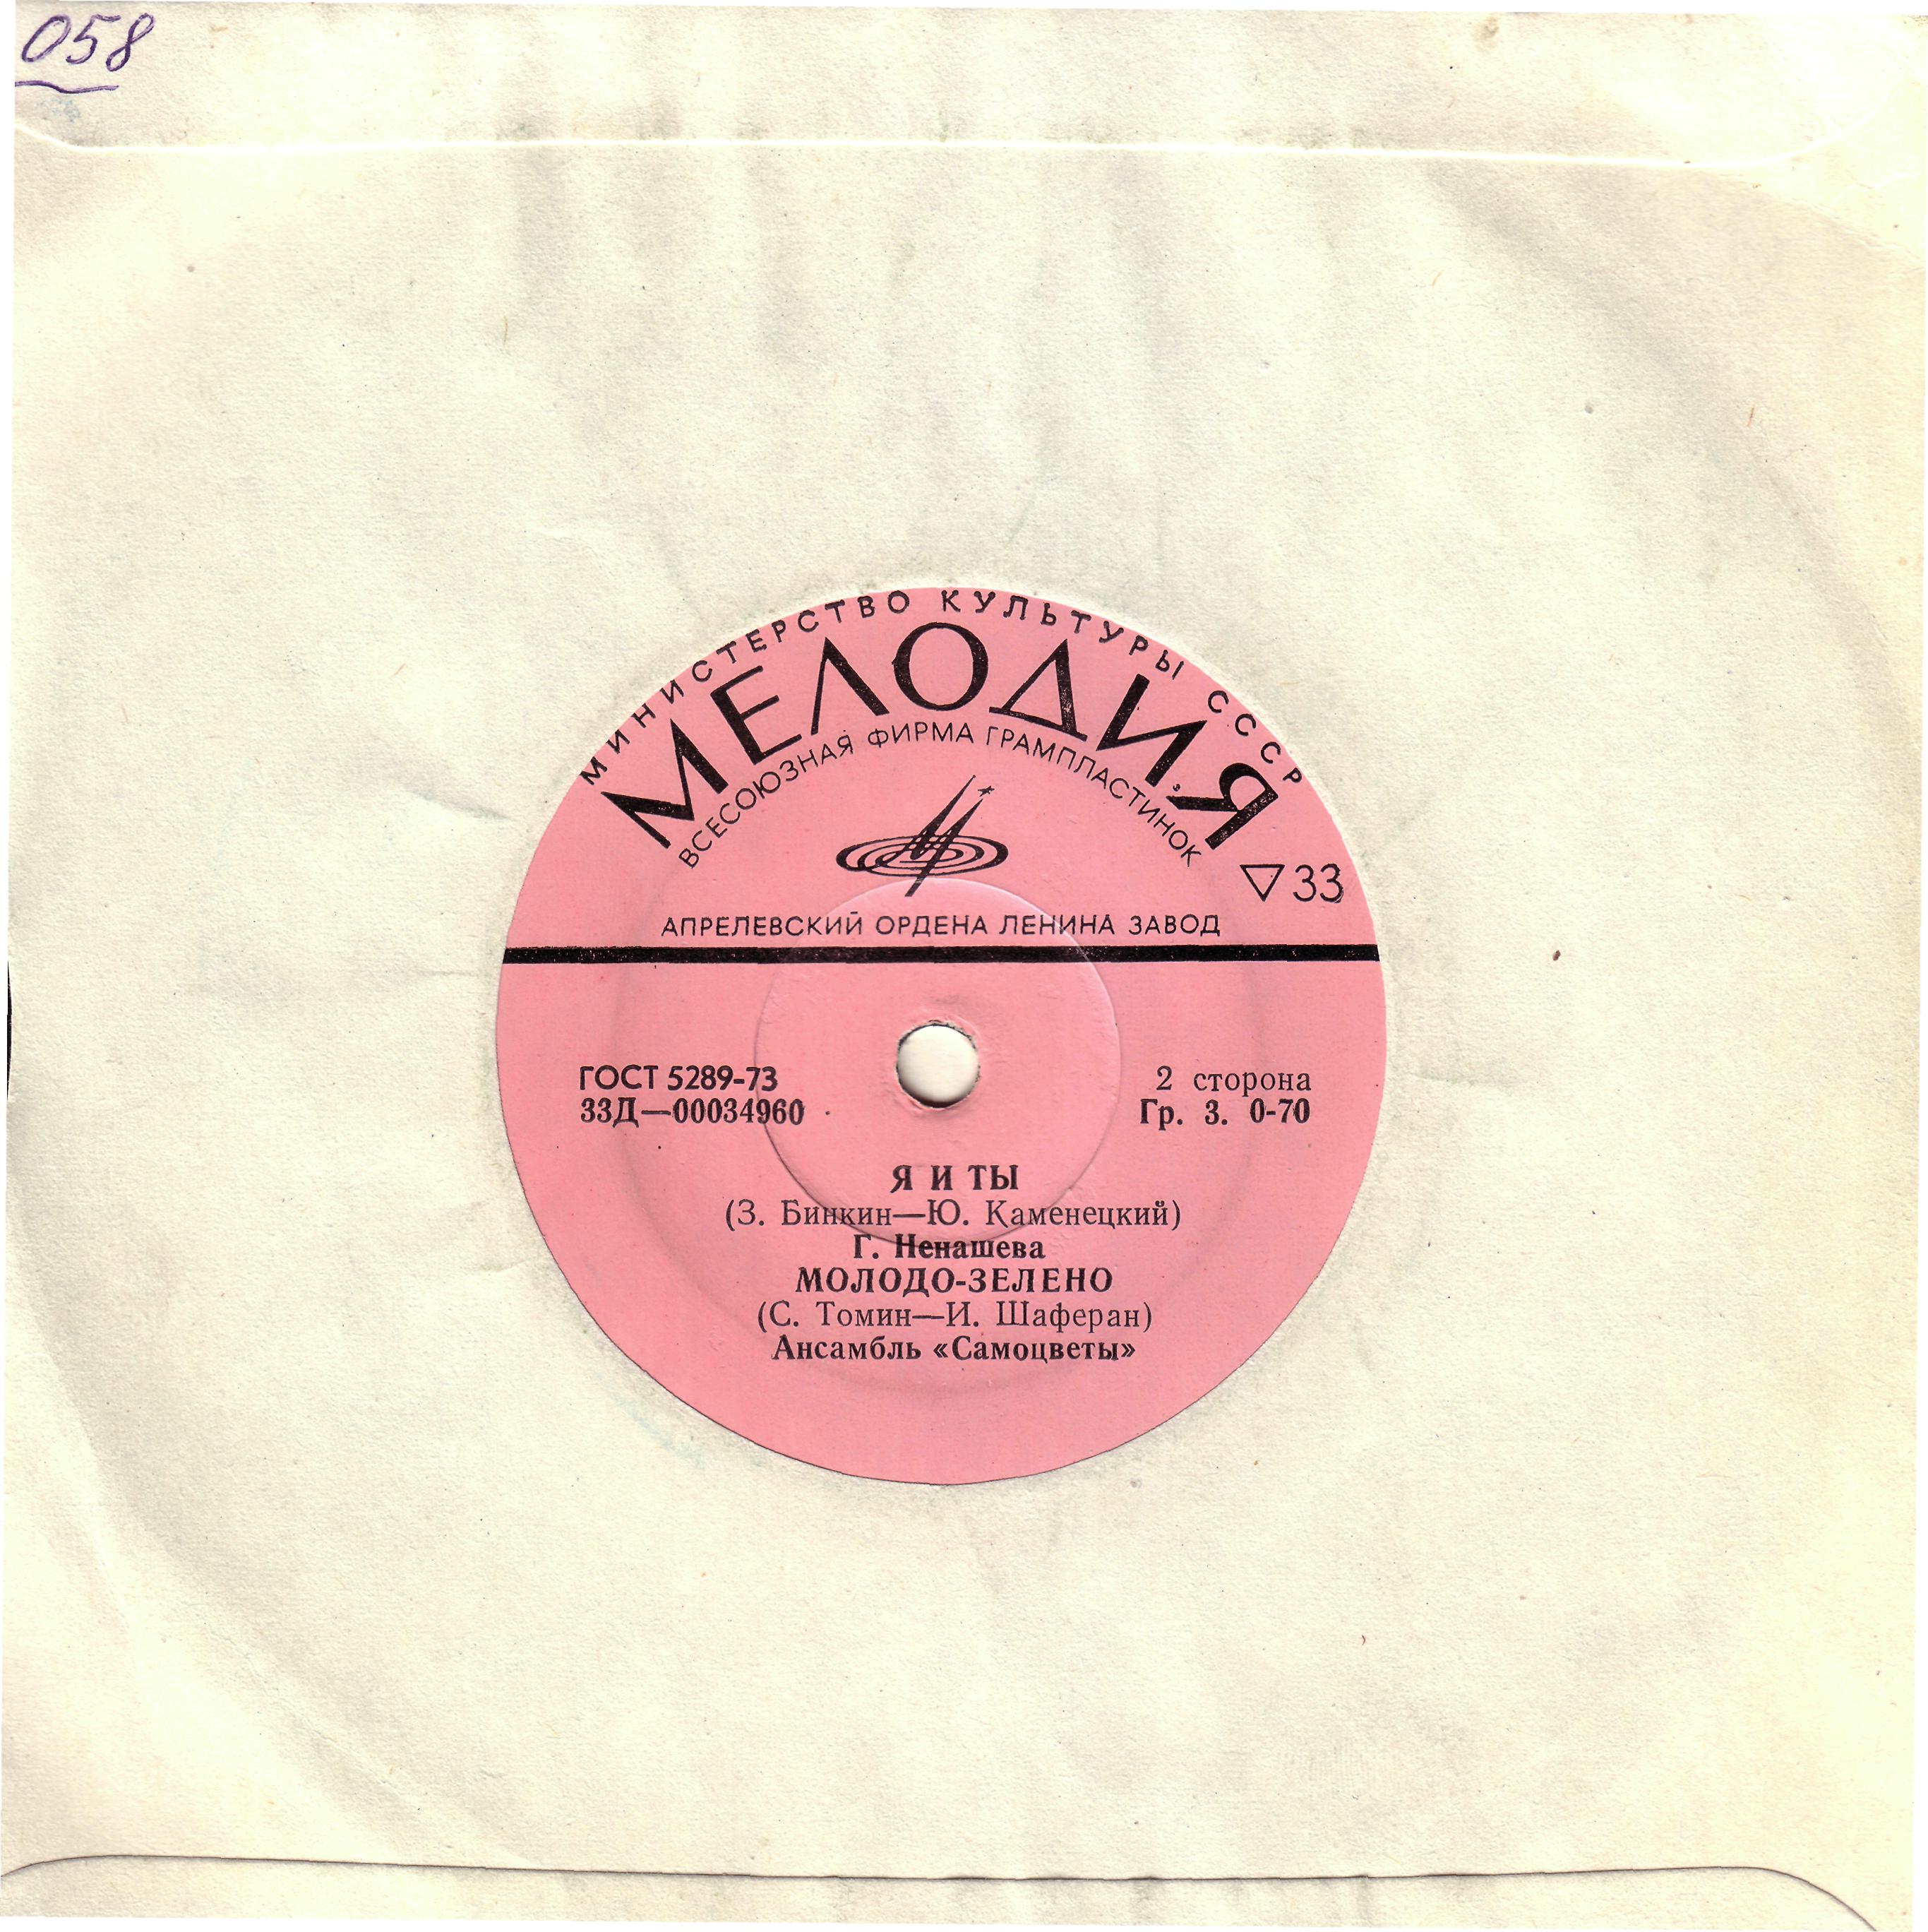 058
МИНИСТЕРСТВО КУЛЬТУРЫ СССР
МЕЛОДИЯ
ВСЕСОЮЗНАЯ ФИРМА ГРАМПЛАСТИНОК
▽33
АПРЕЛЕВСКИЙ ОРДЕНА ЛЕНИНА ЗАВОД
ГОСТ 5289-73
2 сторона
33Д—00034960
Гр. 3. 0-70
Я И ТЫ
(З. Бинкин—Ю. Каменецкий)
Г. Ненашева
МОЛОДО-ЗЕЛЕНО
(С. Томин—И. Шаферан)
Ансамбль «Самоцветы»